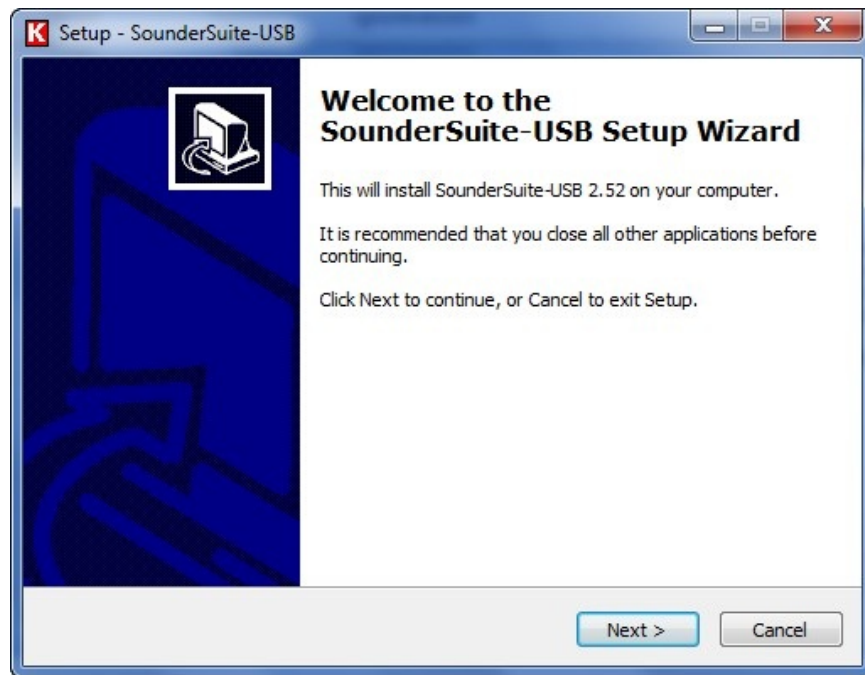 K Setup - SounderSuite-USB
Welcome to the
SounderSuite-USB Setup Wizard
This will install SounderSuite-USB 2.52 on your computer.
It is recommended that you close all other applications before
continuing.
Click Next to continue, or Cancel to exit Setup.
Next > Cancel